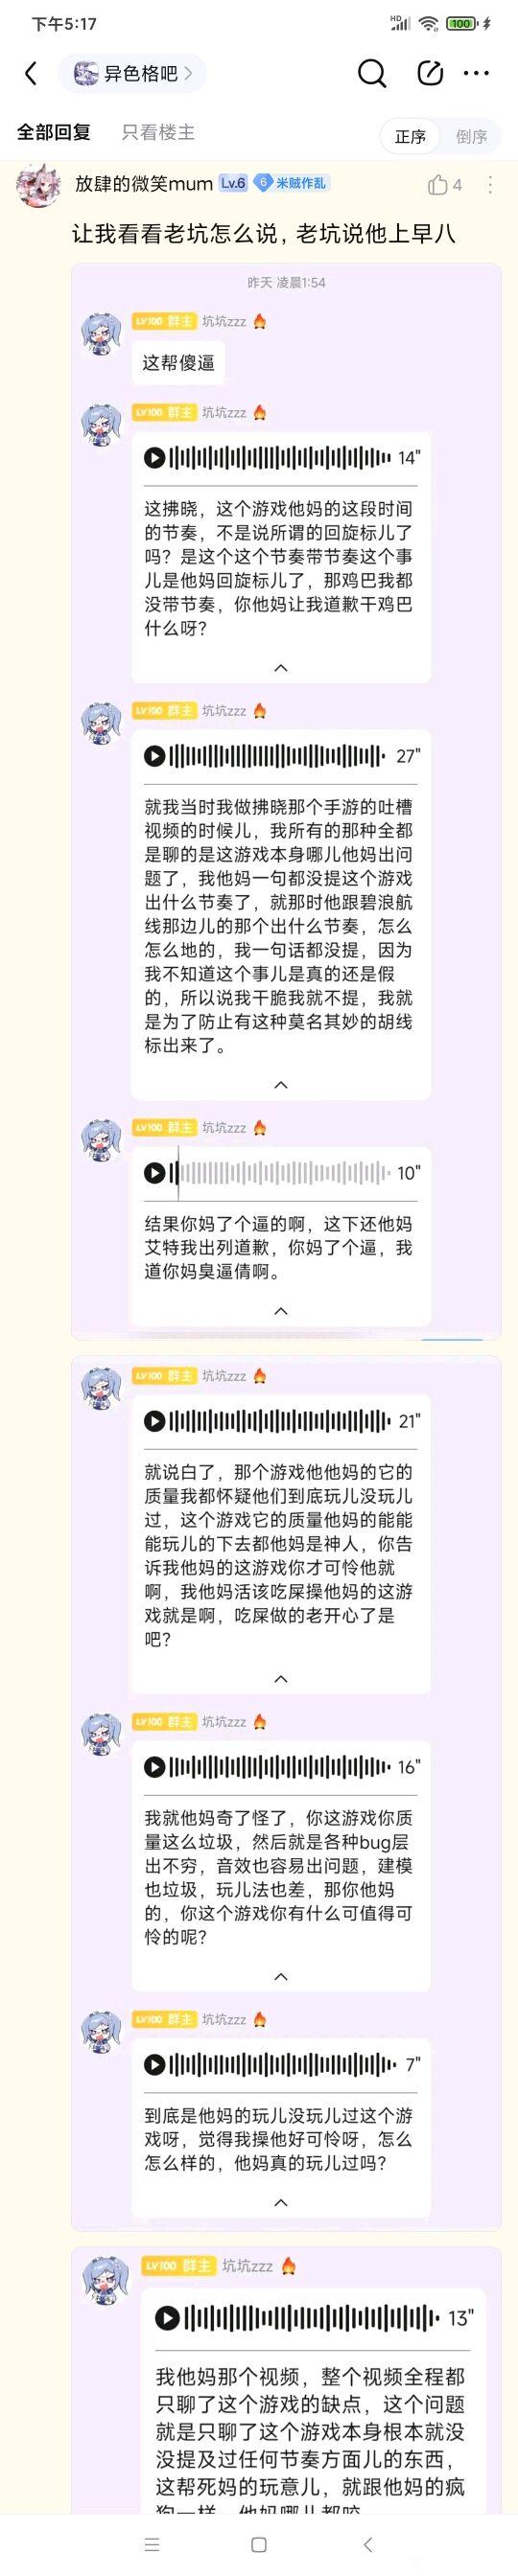 下午5:17
HD
100
异色格吧
全部回复
只看楼主
正序
倒序
放肆的微笑mum Lv.6 6 米贼作乱
4
让我看看老坑怎么说，老坑说他上早八
昨天 凌晨1:54
LV100 群主 坑坑zzz 🔥
这帮傻逼
LV100 群主 坑坑zzz 🔥
14"
这拂晓，这个游戏他妈的这段时间
的节奏，不是说所谓的回旋标儿了
吗？是这个这个节奏带节奏这个事
儿是他妈回旋标儿了，那鸡巴我都
没带节奏，你他妈让我道歉干鸡巴
什么呀？
LV100 群主 坑坑zzz 🔥
27"
就我当时我做拂晓那个手游的吐槽
视频的时候儿，我所有的那种全都
是聊的是这游戏本身哪儿他妈出问
题了，我他妈一句都没提这个游戏
出什么节奏了，就那时他跟碧浪航
线那边儿的那个出什么节奏，怎么
怎么地的，我一句话都没提，因为
我不知道这个事儿是真的还是假
的，所以说我干脆我就不提，我就
是为了防止有这种莫名其妙的胡线
标出来了。
LV100 群主 坑坑zzz 🔥
10"
结果你妈了个逼的啊，这下还他妈
艾特我出列道歉，你妈了个逼，我
道你妈臭逼倩啊。
LV100 群主 坑坑zzz 🔥
21"
就说白了，那个游戏他他妈的它的
质量我都怀疑他们到底玩儿没玩儿
过，这个游戏它的质量他妈的能能
能玩儿的下去都他妈是神人，你告
诉我他妈的这游戏你才可怜他就
啊，我他妈活该吃屎操他妈的这游
戏就是啊，吃屎做的老开心了是
吧？
LV100 群主 坑坑zzz 🔥
16"
我就他妈奇了怪了，你这游戏你质
量这么垃圾，然后就是各种bug层
出不穷，音效也容易出问题，建模
也垃圾，玩儿法也差，那你他妈
的，你这个游戏你有什么可值得可
怜的呢？
LV100 群主 坑坑zzz 🔥
7"
到底是他妈的玩儿没玩儿过这个游
戏呀，觉得我操他好可怜呀，怎么
怎么样的，他妈真的玩儿过吗？
LV100 群主 坑坑zzz 🔥
13"
我他妈那个视频，整个视频全程都
只聊了这个游戏的缺点，这个问题
就是只聊了这个游戏本身根本就没
没提及过任何节奏方面儿的东西，
这帮死妈的玩意儿，就跟他妈的疯
狗一样，他妈哪儿都咬